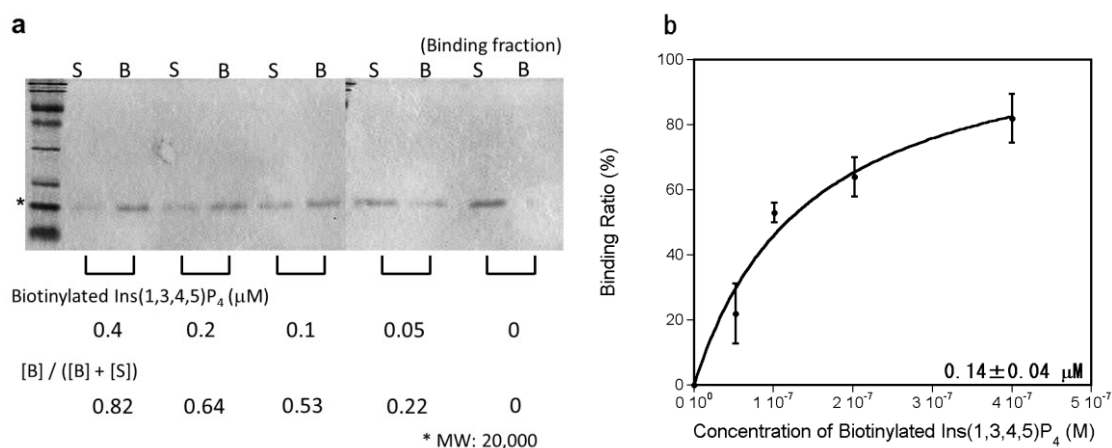 a
(Binding fraction)
S B S B S B S B S B
*
Biotinylated Ins(1,3,4,5)P₄ (μM)
0.4 0.2 0.1 0.05 0
[B] / ([B] + [S])
0.82 0.64 0.53 0.22 0
* MW: 20,000
b
Binding Ratio (%)
100
80
60
40
20
0
0.14±0.04 μM
0 10⁰ 1 10⁻⁷ 2 10⁻⁷ 3 10⁻⁷ 4 10⁻⁷ 5 10⁻⁷
Concentration of Biotinylated Ins(1,3,4,5)P₄ (M)